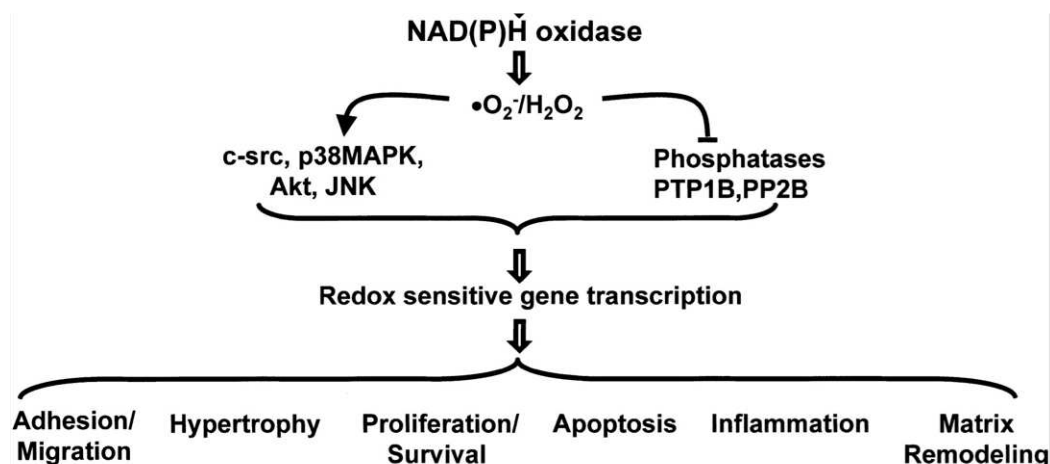 NAD(P)H oxidase
•O₂⁻/H₂O₂
c-src, p38MAPK,
Akt, JNK
Phosphatases
PTP1B,PP2B
Redox sensitive gene transcription
Adhesion/
Migration
Hypertrophy
Proliferation/
Survival
Apoptosis
Inflammation
Matrix
Remodeling